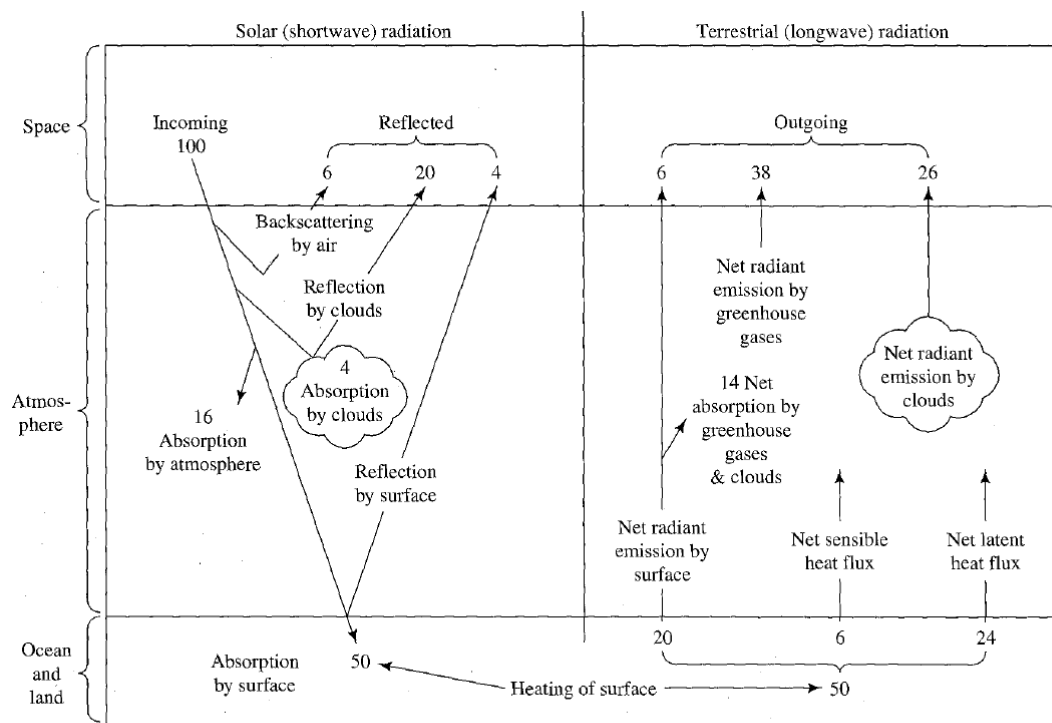 Solar (shortwave) radiation
Terrestrial (longwave) radiation
Space
Incoming
100
Reflected
6
20
4
Outgoing
6
38
26
Atmos-
phere
Backscattering
by air
Reflection
by clouds
4
Absorption
by clouds
16
Absorption
by atmosphere
Reflection
by surface
Net radiant
emission by
greenhouse
gases
Net radiant
emission by
clouds
14 Net
absorption by
greenhouse
gases
& clouds
Net radiant
emission by
surface
Net sensible
heat flux
Net latent
heat flux
Ocean
and
land
Absorption
by surface
50
Heating of surface
20
6
24
50